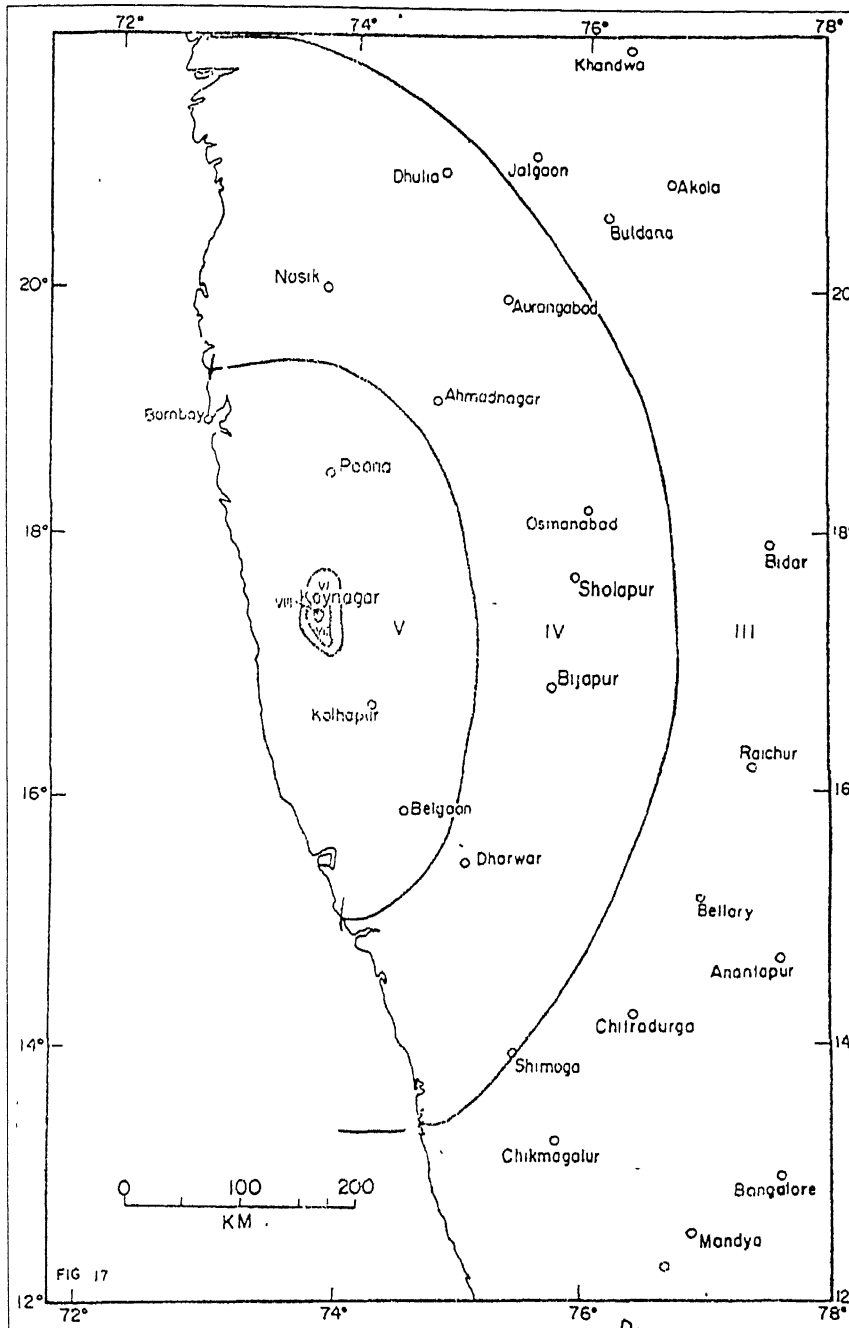 72° 74° 76° 78°
Khandwa
Dhulia Jalgaon Akola
Buldana
20° Nasik 20
Aurangabad
Bombay Ahmadnagar
Poona
18° Osmanabad 18°
Bidar
VI Sholapur
Koynagar
VIII
VII V IV III
Bijapur
Kolhapur
Raichur
16° Belgaon 16°
Dharwar
Bellary
Anantapur
Chitradurga
14° 14°
Shimoga
Chikmagalur
0 100 200 Bangalore
KM
Mandya
FIG 17
12° 12
72° 74° 76° 78°